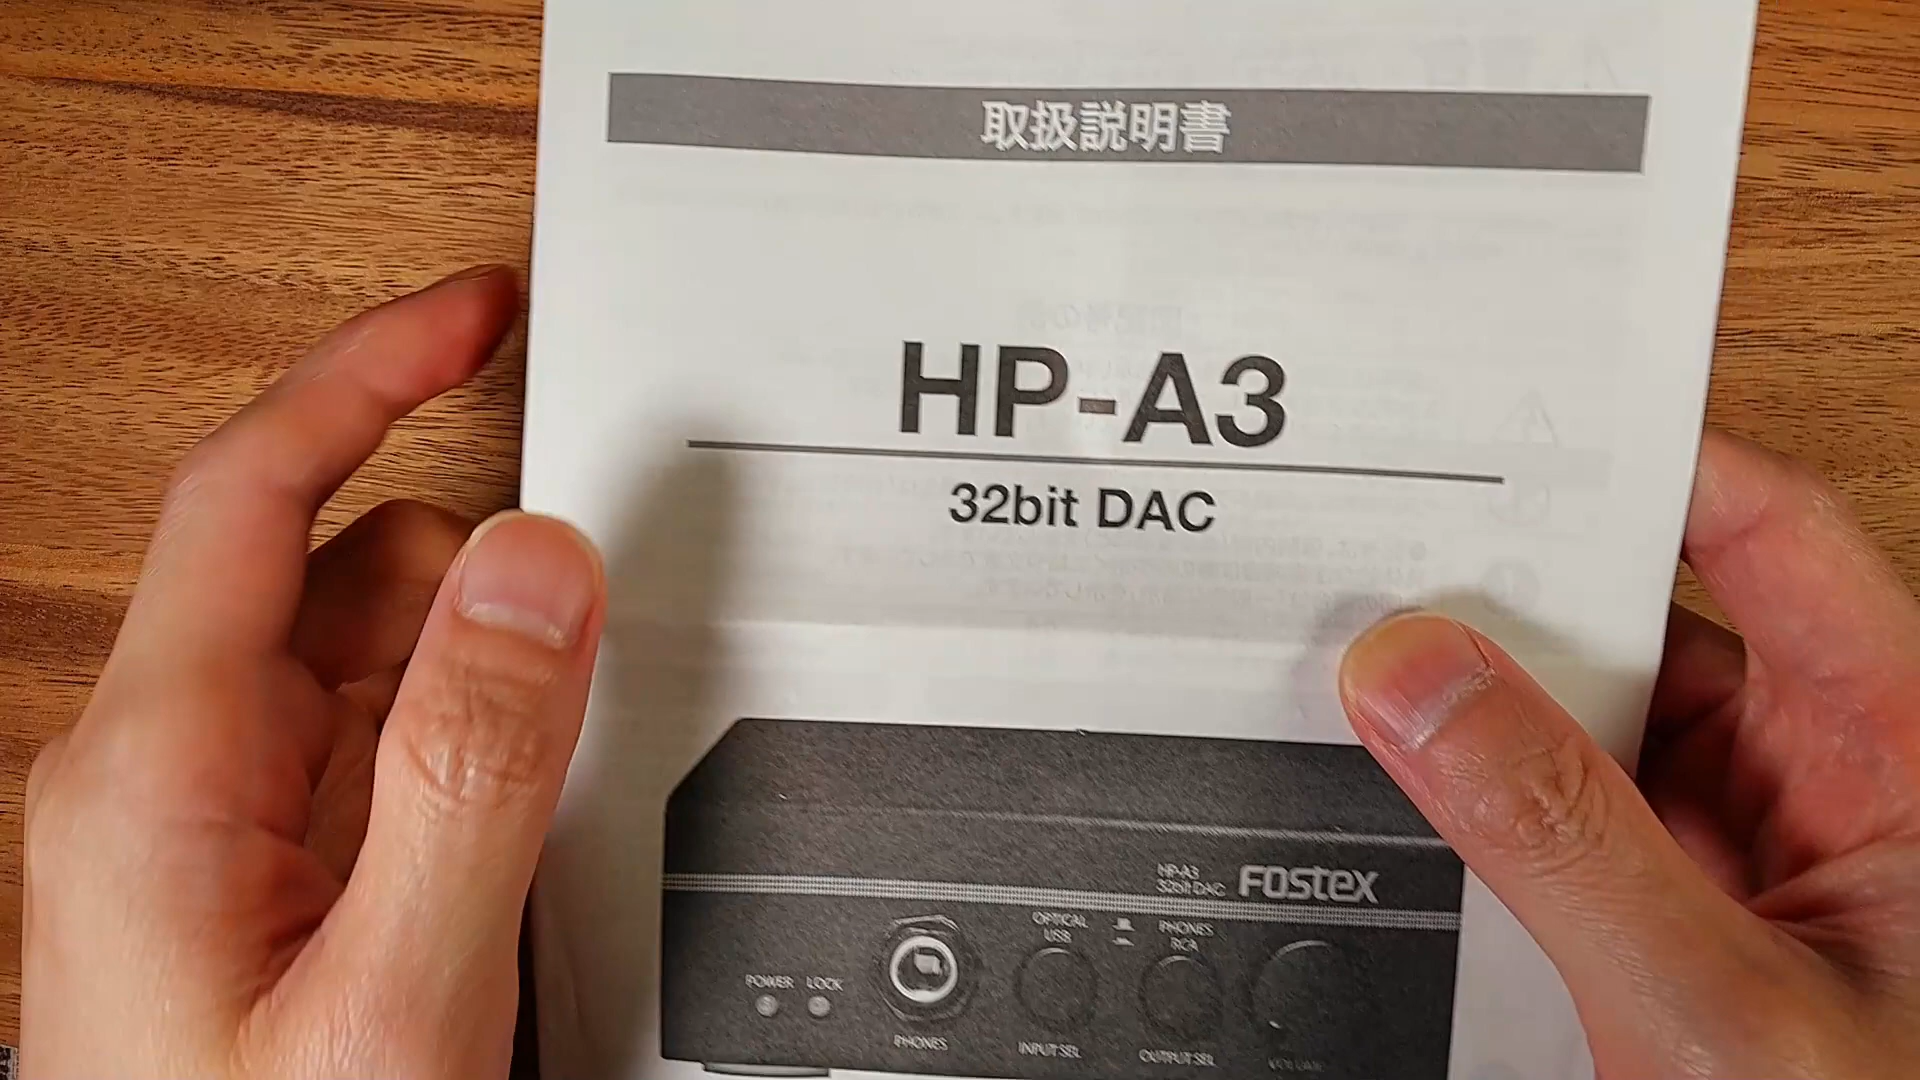 取扱説明書
HP-A3
32bit DAC
HP-A3
32bit DAC
FOSTEX
OPTICAL
USB
PHONES
RCA
POWER LOCK
PHONES
INPUT SEL
OUTPUT SEL
VOLUME